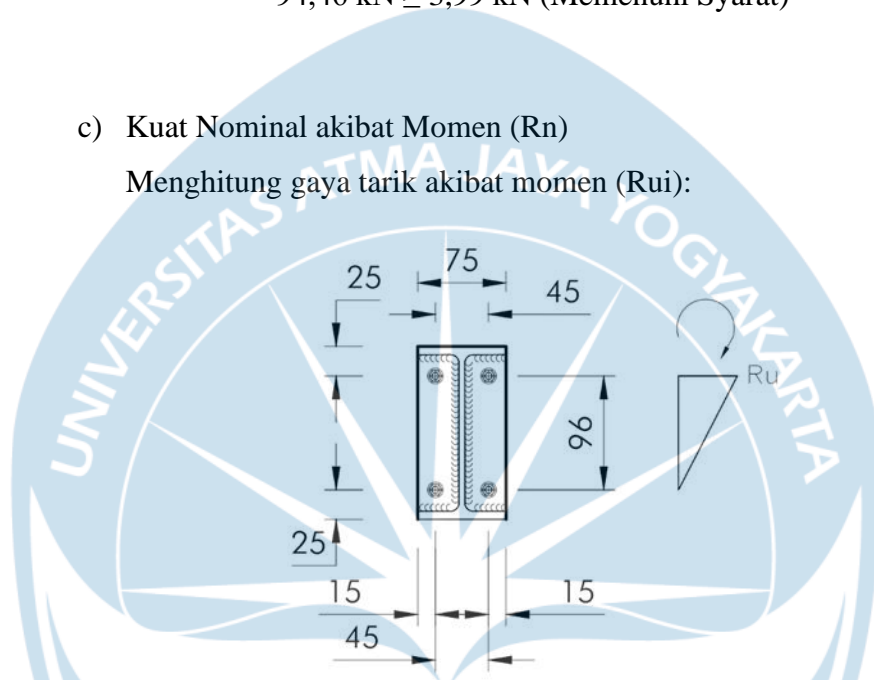 94,40 kN ≥ 3,99 kN (Memenuhi Syarat)
c) Kuat Nominal akibat Momen (Rn)
Menghitung gaya tarik akibat momen (Rui):
UNIVERSITAS ATMA JAYA YOGYAKARTA
75
25
45
Ru
96
25
15
15
45